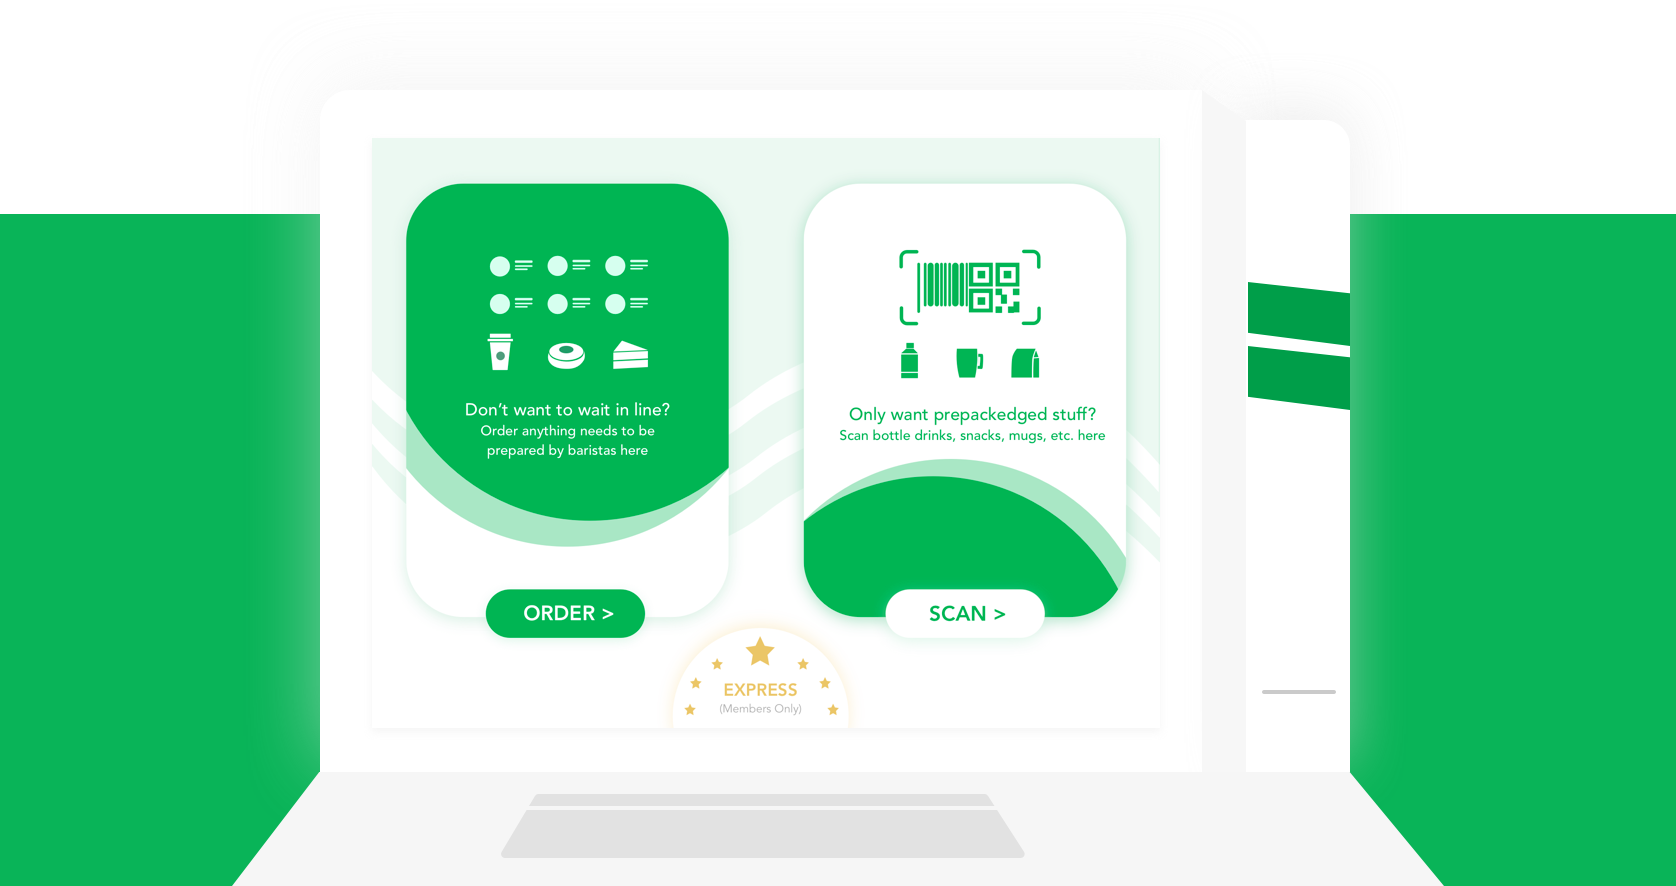 Don't want to wait in line?
Order anything needs to be
prepared by baristas here
ORDER >
Only want prepackedged stuff?
Scan bottle drinks, snacks, mugs, etc. here
SCAN >
EXPRESS
(Members Only)